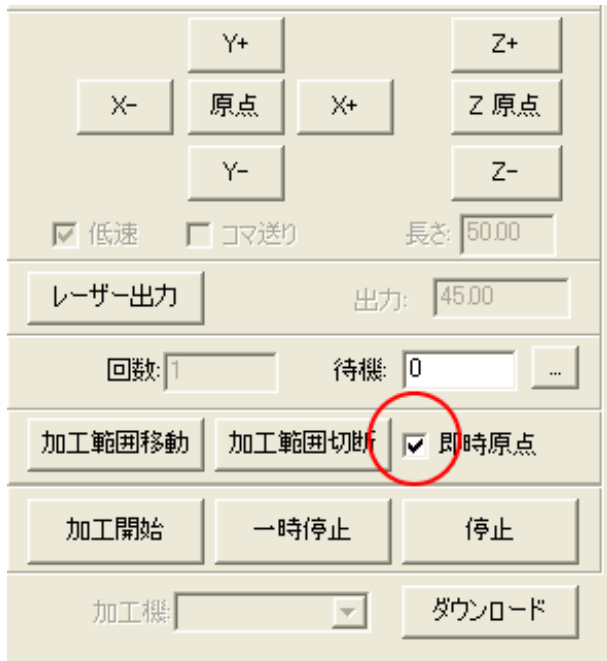 Y+ Z+
X- 原点 X+ Z 原点
Y- Z-
低速 コマ送り 長さ: 50.00
レーザー出力 出力: 45.00
回数: 1 待機: 0 ...
加工範囲移動 加工範囲切断 即時原点
加工開始 一時停止 停止
加工機: ダウンロード